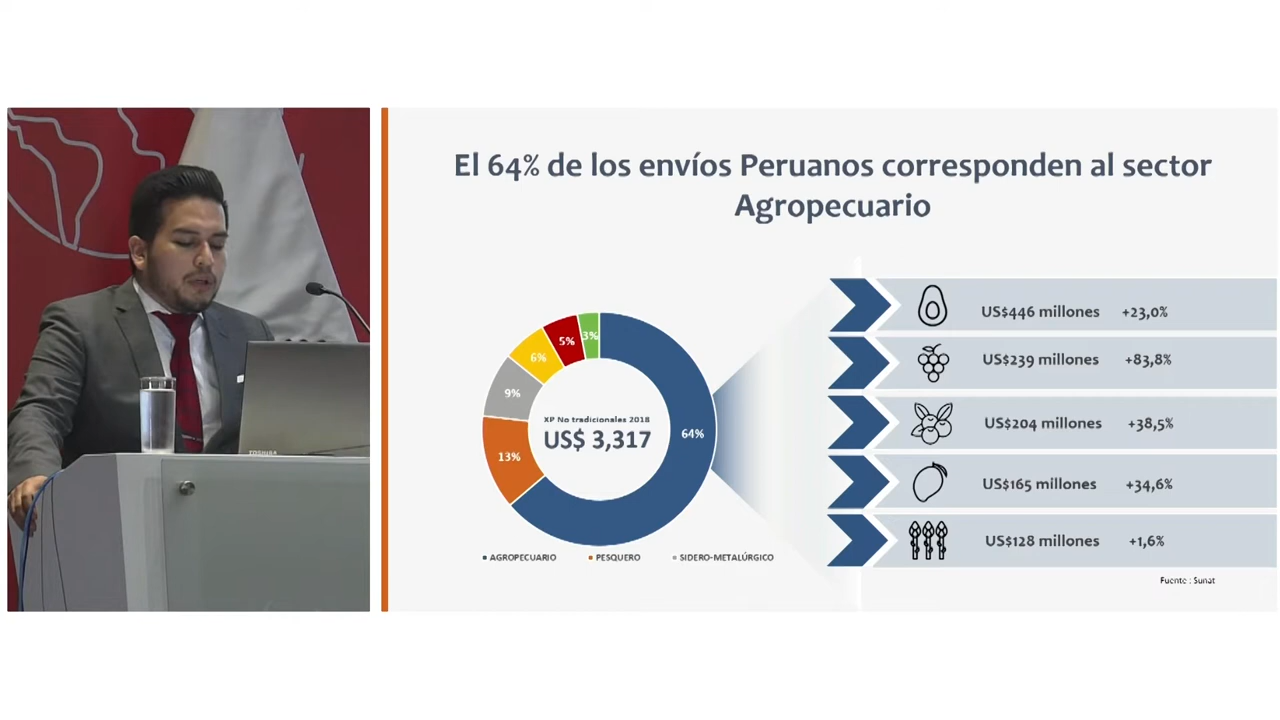 El 64% de los envíos Peruanos corresponden al sector
Agropecuario
3%
5%
6%
9%
13%
64%
XP No tradicionales 2018
US$ 3,317
AGROPECUARIO
PESQUERO
SIDERO-METALÚRGICO
US$446 millones +23,0%
US$239 millones +83,8%
US$204 millones +38,5%
US$165 millones +34,6%
US$128 millones +1,6%
Fuente : Sunat
TOSHIBA